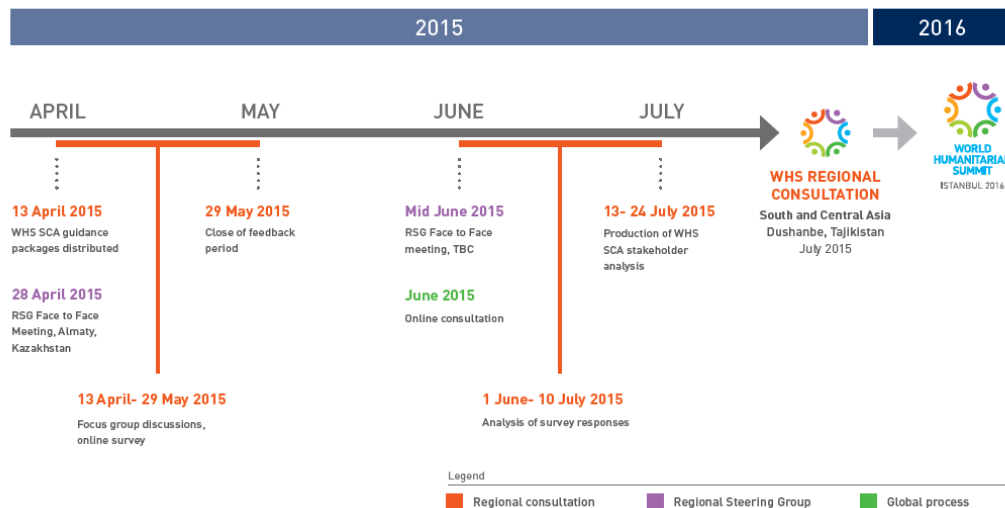 2015
2016
APRIL
MAY
JUNE
JULY
13 April 2015
WHS SCA guidance
packages distributed
28 April 2015
RSG Face to Face
Meeting, Almaty,
Kazakhstan
29 May 2015
Close of feedback
period
13 April- 29 May 2015
Focus group discussions,
online survey
Mid June 2015
RSG Face to Face
meeting, TBC
June 2015
Online consultation
13- 24 July 2015
Production of WHS
SCA stakeholder
analysis
1 June- 10 July 2015
Analysis of survey responses
WHS REGIONAL
CONSULTATION
South and Central Asia
Dushanbe, Tajikistan
July 2015
WORLD
HUMANITARIAN
SUMMIT
ISTANBUL 2016
Legend
Regional consultation
Regional Steering Group
Global process